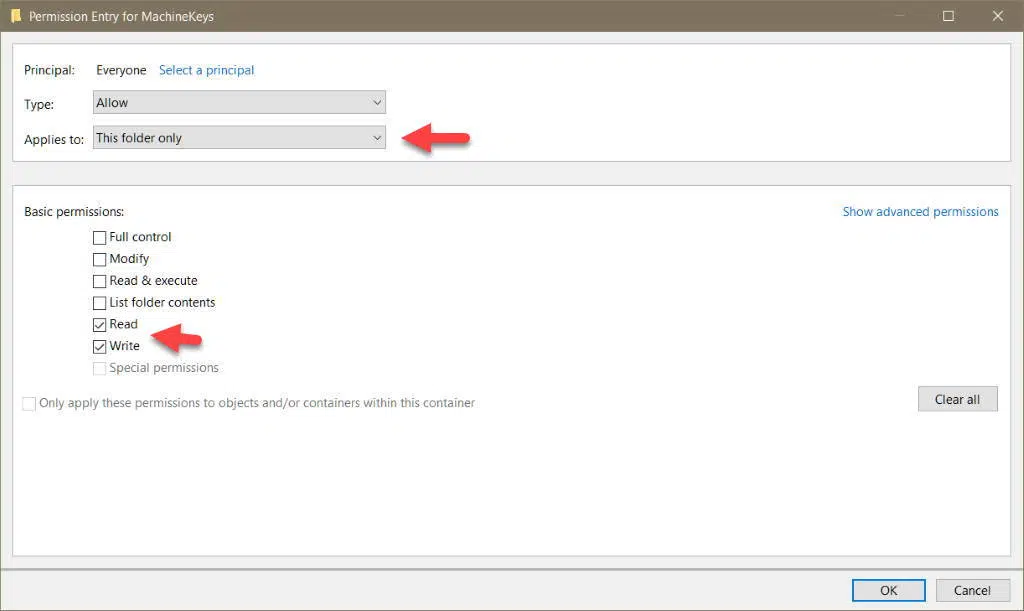 Permission Entry for MachineKeys
Principal: Everyone Select a principal
Type: Allow
Applies to: This folder only
Basic permissions: Show advanced permissions
Full control
Modify
Read & execute
List folder contents
Read
Write
Special permissions
Only apply these permissions to objects and/or containers within this container Clear all
OK Cancel